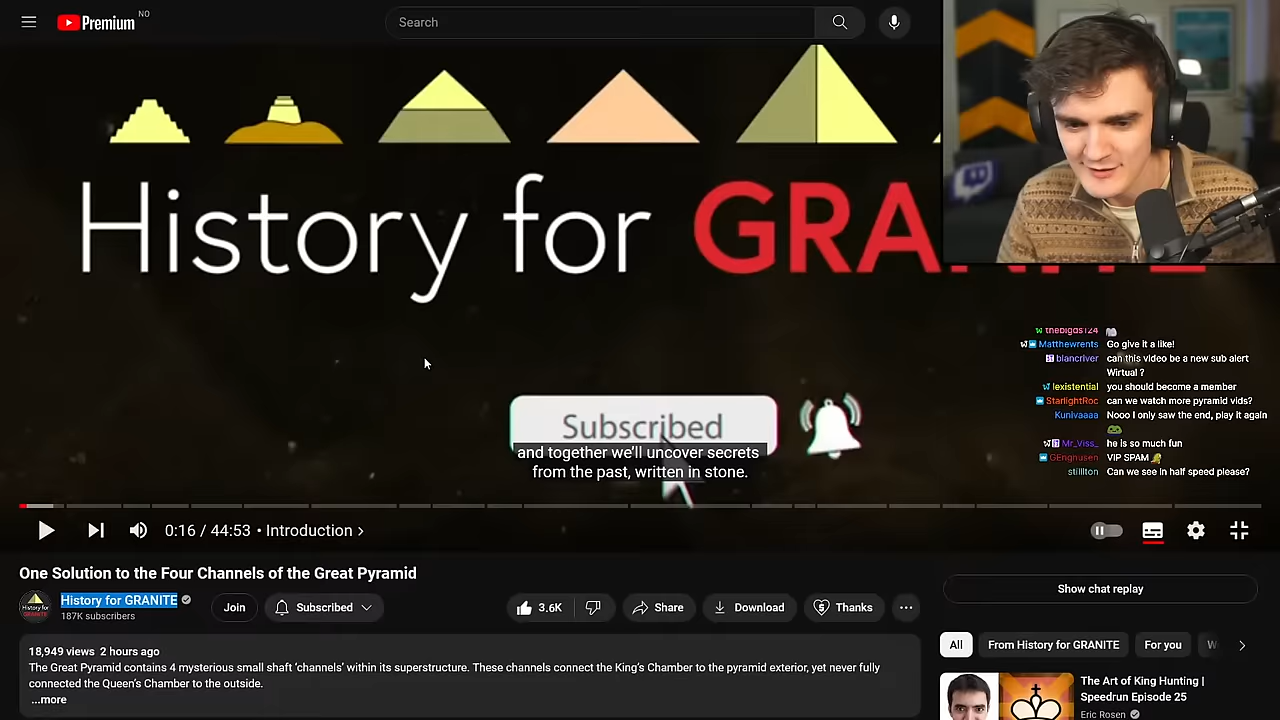 Premium NO
Search
History for GRANITE
Subscribed
and together we'll uncover secrets
from the past, written in stone.
thebigds124
Matthewrents Go give it a like!
blancriver can this video be a new sub alert
Wirtual ?
lexistential you should become a member
StarlightRoc can we watch more pyramid vids?
Kunivaaaa Nooo I only saw the end, play it again
Mr_Viss_ he is so much fun
GEngnusen VIP SPAM
stilllton Can we see in half speed please?
0:16 / 44:53 • Introduction >
One Solution to the Four Channels of the Great Pyramid
Show chat replay
History for GRANITE
187K subscribers
Join
Subscribed
3.6K
Share
Download
Thanks
...
18,949 views 2 hours ago
The Great Pyramid contains 4 mysterious small shaft 'channels' within its superstructure. These channels connect the King's Chamber to the pyramid exterior, yet never fully
connected the Queen's Chamber to the outside.
...more
All
From History for GRANITE
For you
W
The Art of King Hunting |
Speedrun Episode 25
Eric Rosen